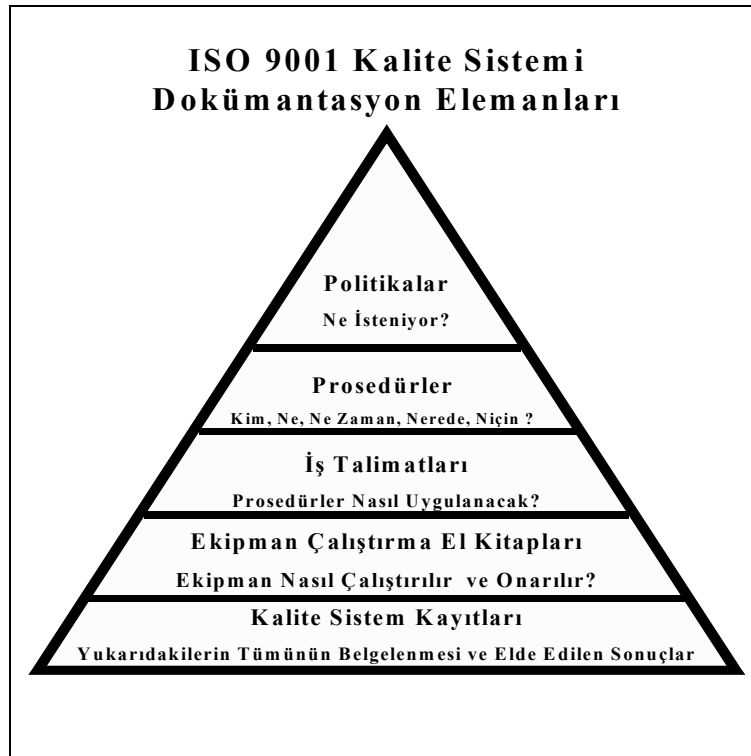 ISO 9001 Kalite Sistemi
Dokümantasyon Elemanları
Politikalar
Ne İsteniyor?
Prosedürler
Kim, Ne, Ne Zaman, Nerede, Niçin ?
İş Talimatları
Prosedürler Nasıl Uygulanacak?
Ekipman Çalıştırma El Kitapları
Ekipman Nasıl Çalıştırılır ve Onarılır?
Kalite Sistem Kayıtları
Yukarıdakilerin Tümünün Belgelenmesi ve Elde Edilen Sonuçlar